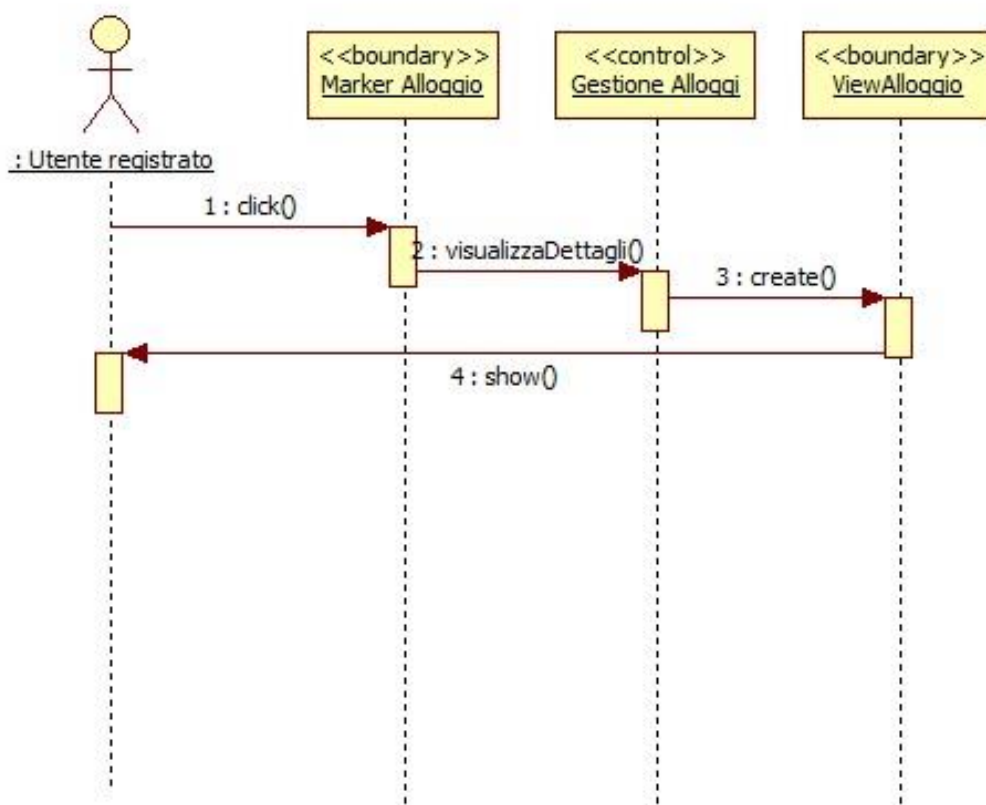 <<boundary>>
Marker Alloggio
<<control>>
Gestione Alloggi
<<boundary>>
ViewAlloggio
: Utente registrato
1 : click()
2 : visualizzaDettagli()
3 : create()
4 : show()